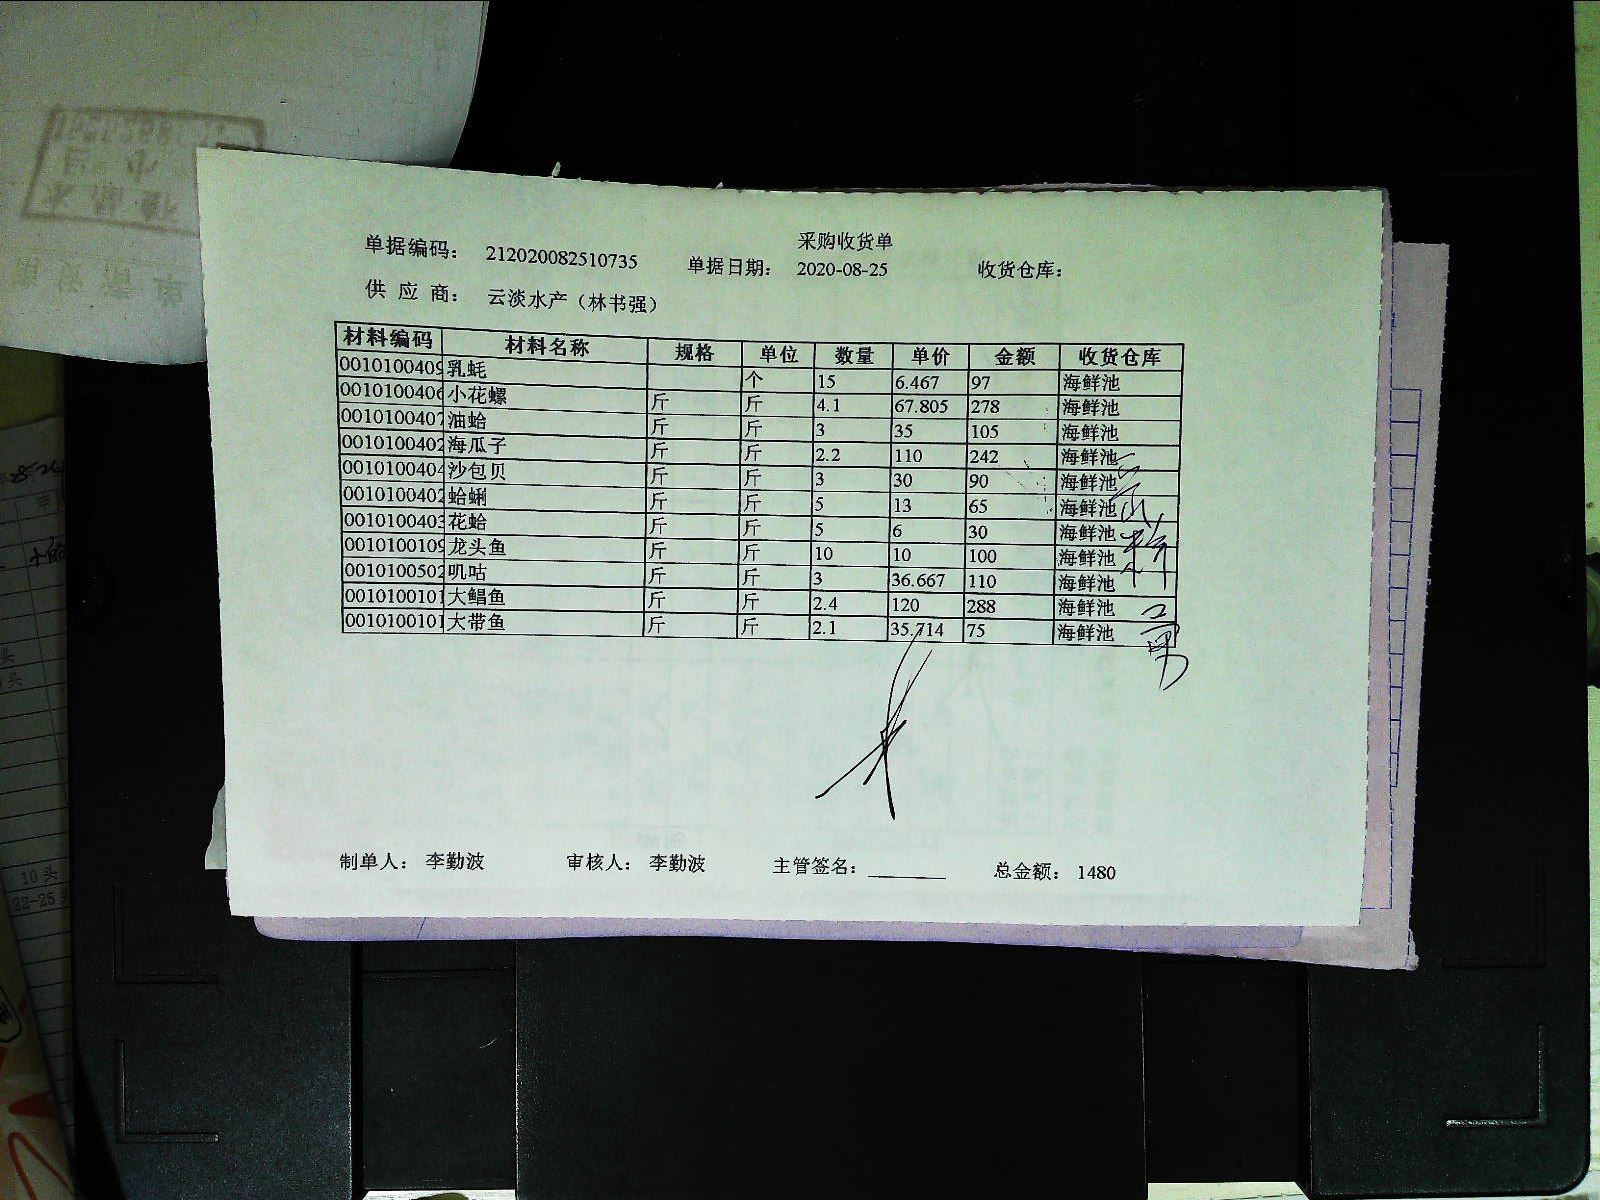 采购收货单
单据编码： 212020082510735 单据日期： 2020-08-25 收货仓库：
供 应 商： 云淡水产（林书强）
材料编码 材料名称 规格 单位 数量 单价 金额 收货仓库
0010100409 乳蚝 个 15 6.467 97 海鲜池
0010100406 小花螺 斤 斤 4.1 67.805 278 海鲜池
0010100407 油蛤 斤 斤 3 35 105 海鲜池
0010100402 海瓜子 斤 斤 2.2 110 242 海鲜池
0010100404 沙包贝 斤 斤 3 30 90 海鲜池
0010100402 蛤蜊 斤 斤 5 13 65 海鲜池
0010100403 花蛤 斤 斤 5 6 30 海鲜池
0010100109 龙头鱼 斤 斤 10 10 100 海鲜池
0010100502 叽咕 斤 斤 3 36.667 110 海鲜池
0010100101 大鲳鱼 斤 斤 2.4 120 288 海鲜池
0010100101 大带鱼 斤 斤 2.1 35.714 75 海鲜池
制单人： 李勤波 审核人： 李勤波 主管签名： 总金额： 1480
10 头
22-25 头